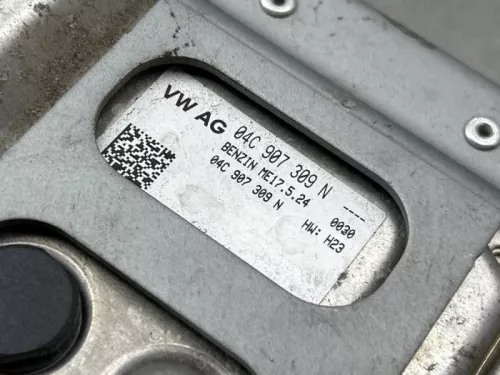 VW AG 04C 907 309 N ----
BENZIN ME17.5.24 0030
04C 907 309 N HW: H23